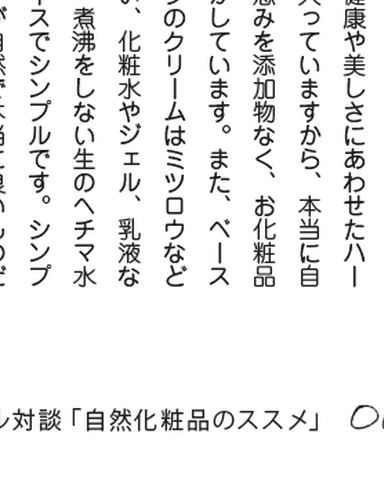 健康や美しさにあわせたハー
入っていますから、本当に自
恵みを添加物なく、お化粧品
かしています。また、ベース
のクリームはミツロウなど
、化粧水やジェル、乳液な
煮沸をしない生のヘチマ水
スでシンプルです。シンプ
対談「自然化粧品のススメ」